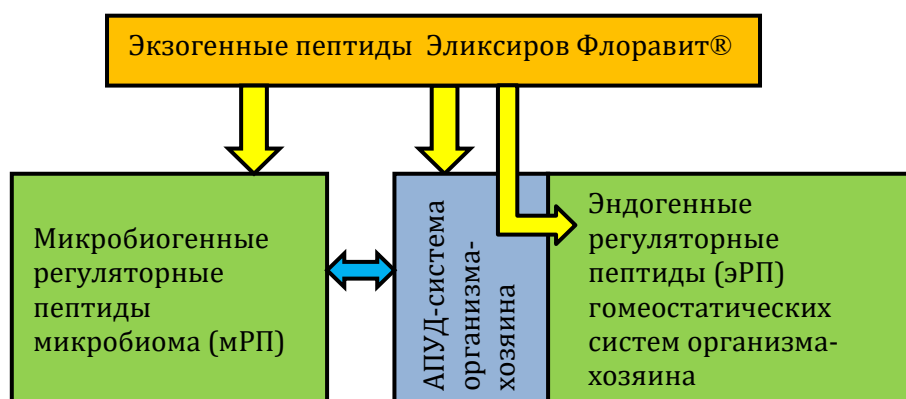 Экзогенные пептиды Эликсиров Флоравит®
Микробиогенные
регуляторные
пептиды
микробиома (мРП)
АПУД-система
организма-
хозяина
Эндогенные
регуляторные
пептиды (эРП)
гомеостатических
систем организма-
хозяина